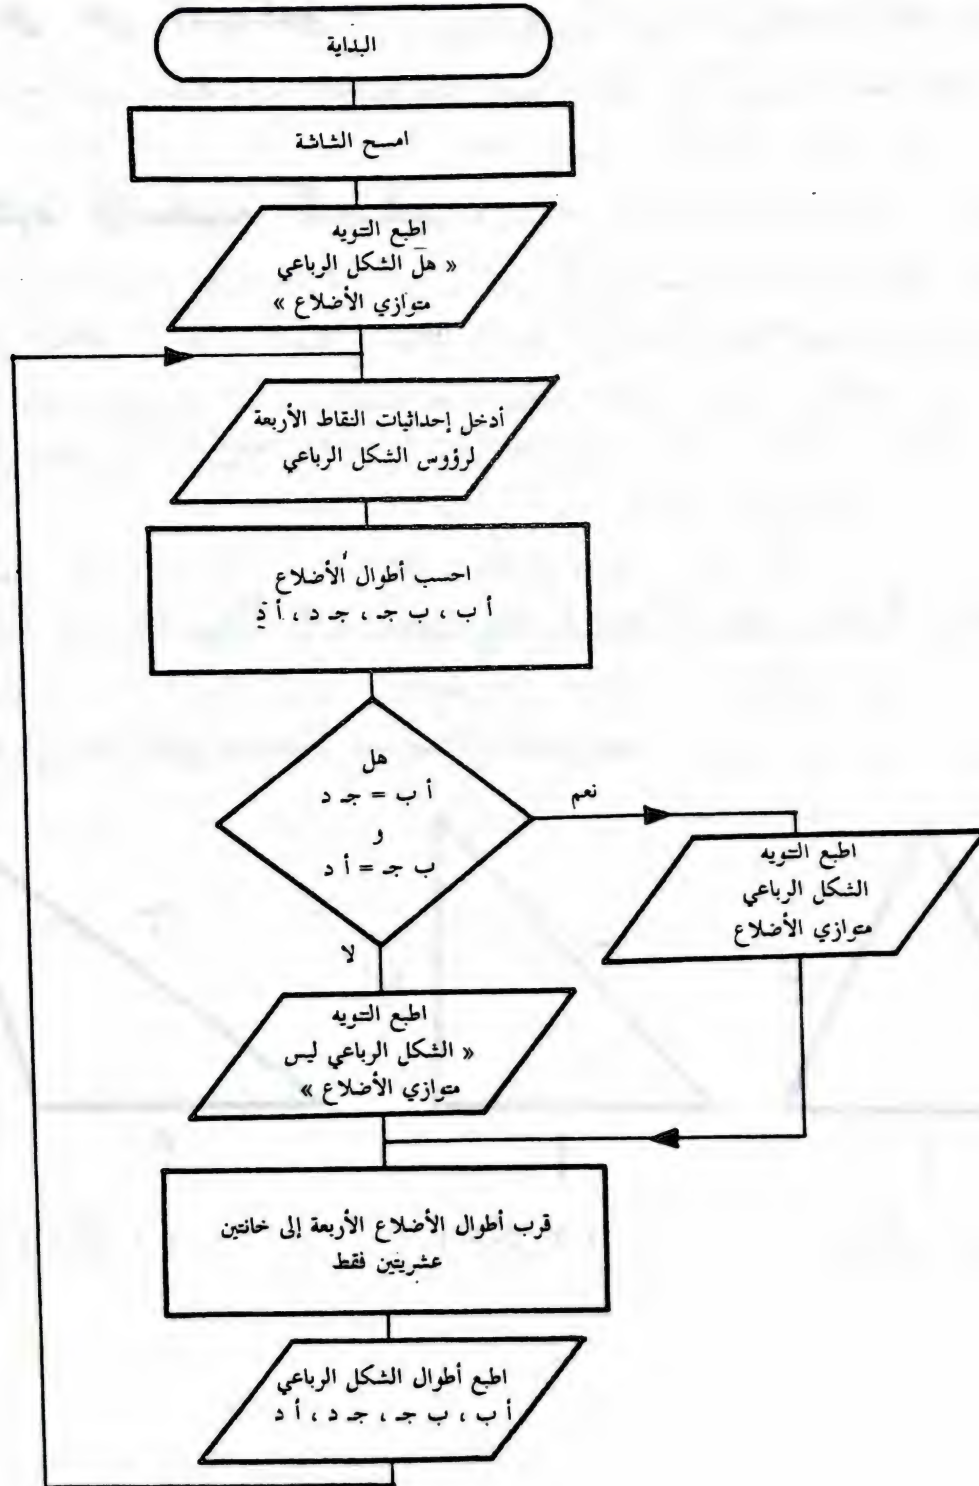 البداية
امسح الشاشة
اطبع التنويه
« هل الشكل الرباعي
متوازي الأضلاع »
أدخل إحداثيات النقاط الأربعة
لرؤوس الشكل الرباعي
احسب أطوال الأضلاع
أ ب ، ب جـ ، جـ د ، أ د
هل
أ ب = جـ د
و
ب جـ = أ د
نعم
اطبع التنويه
الشكل الرباعي
متوازي الأضلاع
لا
اطبع التنويه
« الشكل الرباعي ليس
متوازي الأضلاع »
قرب أطوال الأضلاع الأربعة إلى خانتين
عشريتين فقط
اطبع أطوال الشكل الرباعي
أ ب ، ب جـ ، جـ د ، أ د